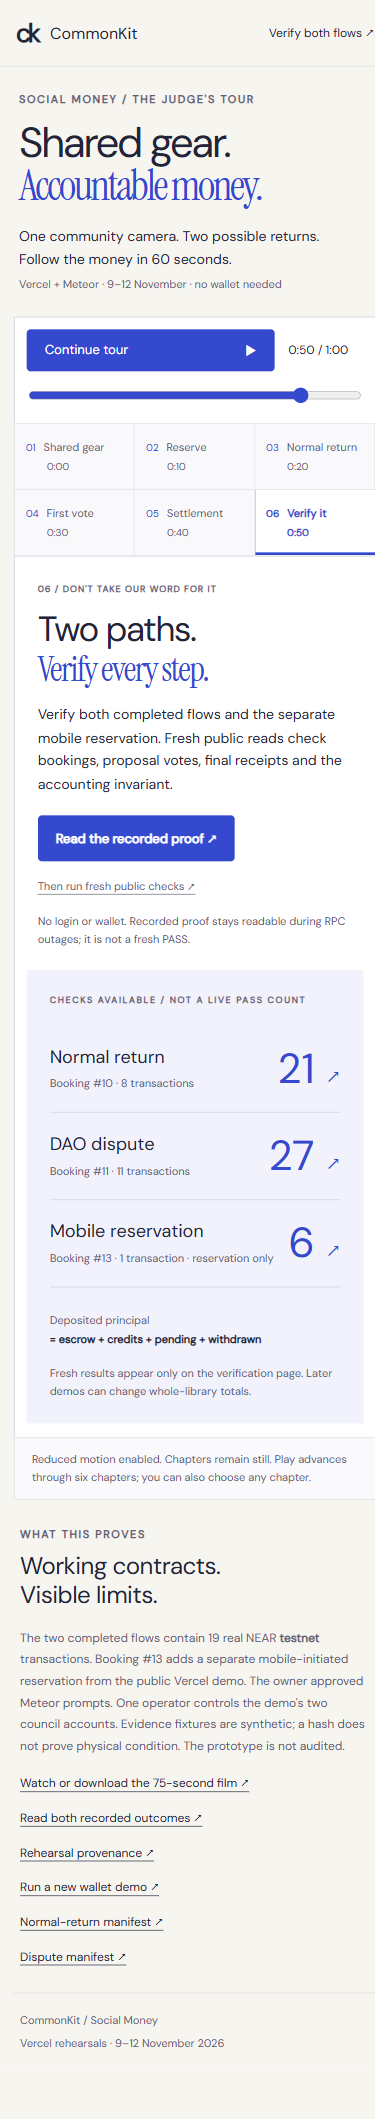 ck CommonKit
Verify both flows ↗
SOCIAL MONEY / THE JUDGE'S TOUR
Shared gear.
Accountable money.
One community camera. Two possible returns.
Follow the money in 60 seconds.
Vercel + Meteor · 9–12 November · no wallet needed
Continue tour ▶
0:50 / 1:00
01 Shared gear
0:00
02 Reserve
0:10
03 Normal return
0:20
04 First vote
0:30
05 Settlement
0:40
06 Verify it
0:50
06 / DON'T TAKE OUR WORD FOR IT
Two paths.
Verify every step.
Verify both completed flows and the separate
mobile reservation. Fresh public reads check
bookings, proposal votes, final receipts and the
accounting invariant.
Read the recorded proof ↗
Then run fresh public checks ↗
No login or wallet. Recorded proof stays readable during RPC
outages; it is not a fresh PASS.
CHECKS AVAILABLE / NOT A LIVE PASS COUNT
Normal return
Booking #10 · 8 transactions
21 ↗
DAO dispute
Booking #11 · 11 transactions
27 ↗
Mobile reservation
Booking #13 · 1 transaction · reservation only
6 ↗
Deposited principal
= escrow + credits + pending + withdrawn
Fresh results appear only on the verification page. Later
demos can change whole-library totals.
Reduced motion enabled. Chapters remain still. Play advances
through six chapters; you can also choose any chapter.
WHAT THIS PROVES
Working contracts.
Visible limits.
The two completed flows contain 19 real NEAR testnet
transactions. Booking #13 adds a separate mobile-initiated
reservation from the public Vercel demo. The owner approved
Meteor prompts. One operator controls the demo's two
council accounts. Evidence fixtures are synthetic; a hash does
not prove physical condition. The prototype is not audited.
Watch or download the 75-second film ↗
Read both recorded outcomes ↗
Rehearsal provenance ↗
Run a new wallet demo ↗
Normal-return manifest ↗
Dispute manifest ↗
CommonKit / Social Money
Vercel rehearsals · 9–12 November 2026